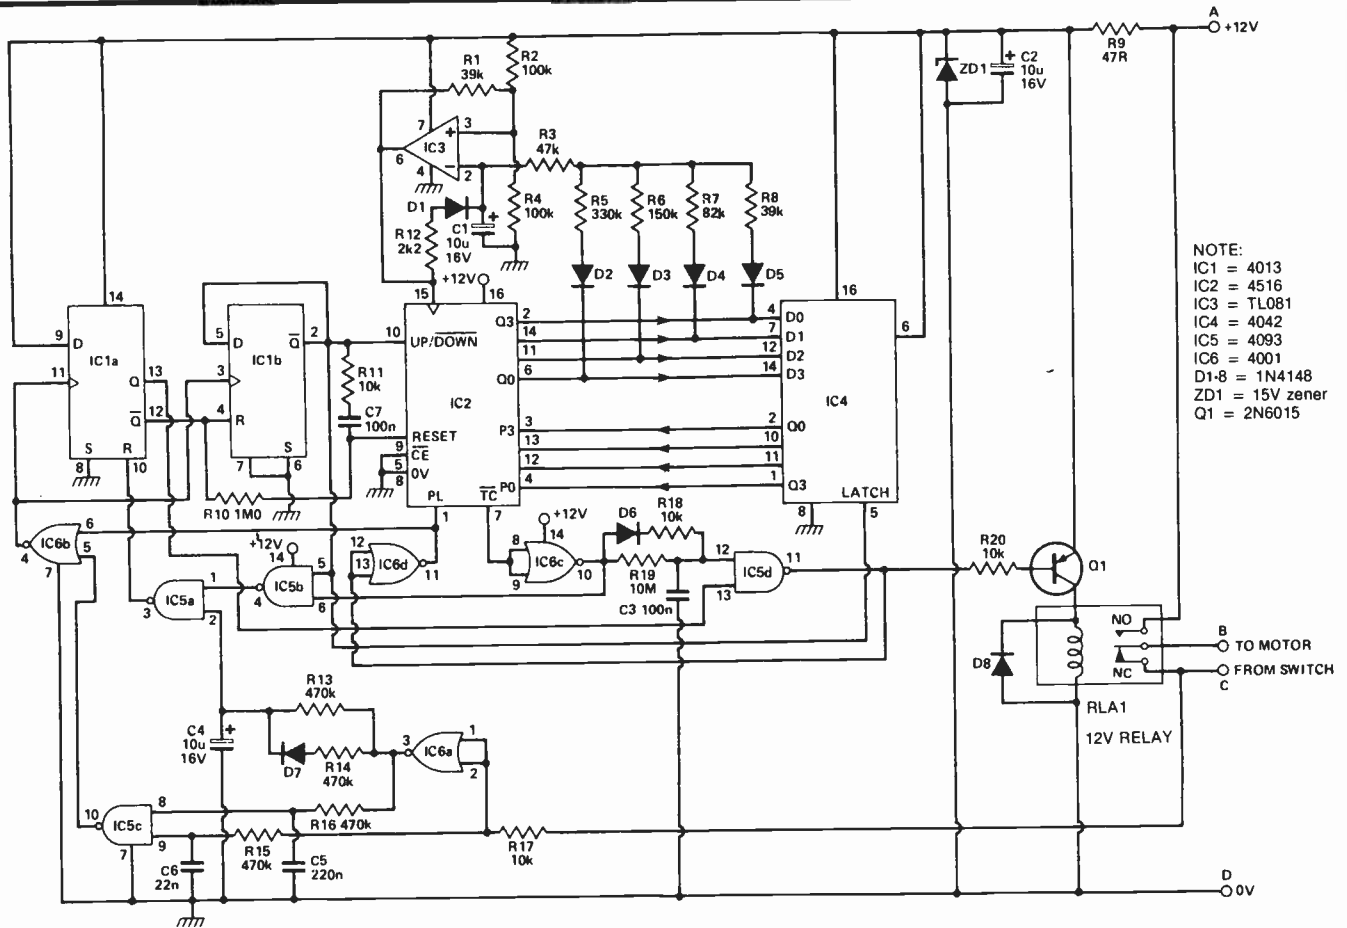 A
+12V
R9
47R
R1
39k
R2
100k
ZD1
+
C2
10u
16V
7
3
+
6
IC3
−
4
2
R3
47k
R4
100k
R5
330k
R6
150k
R7
82k
R8
39k
D1
R12
2k2
C1
10u
16V
+
D2
D3
D4
D5
+12V
15
16
14
9
D
IC1a
11
13
Q
12
Q̅
S
R
8
10
5
D
IC1b
Q̅
2
3
4
R
S
7
6
R11
10k
C7
100n
R10 1M0
10
UP/DOWN
IC2
RESET
9
CE
5
0V
8
PL
TC
1
7
Q3
2
14
11
Q0
6
P3
3
13
12
P0
4
16
4
D0
7
D1
12
D2
14
D3
6
IC4
2
Q0
10
11
1
Q3
LATCH
8
5
NOTE:
IC1 = 4013
IC2 = 4516
IC3 = TL081
IC4 = 4042
IC5 = 4093
IC6 = 4001
D1-8 = 1N4148
ZD1 = 15V zener
Q1 = 2N6015
6
IC6b
5
4
7
+12V
14
5
IC5b
4
6
1
IC5a
3
2
12
13
IC6d
11
+12V
14
8
IC6c
9
10
D6
R18
10k
R19
10M
C3 100n
12
IC5d
11
13
R20
10k
Q1
NO
NC
D8
RLA1
12V RELAY
B
TO MOTOR
FROM SWITCH
C
R13
470k
C4
10u
16V
+
D7
R14
470k
3
IC6a
1
2
R16 470k
8
10
IC5c
9
7
R15
470k
C6
22n
C5
220n
R17
10k
D
0V